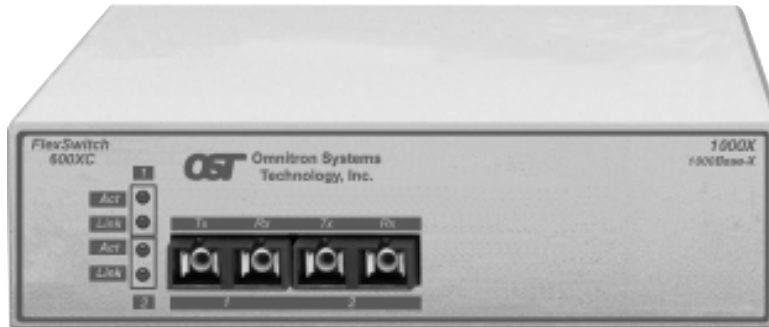 FlexSwitch
600XC
OST
Omnitron Systems
Technology, Inc.
1000X
1000Base-X
1
Act
Link
Act
Link
2
Tx Rx Tx Rx
1 2